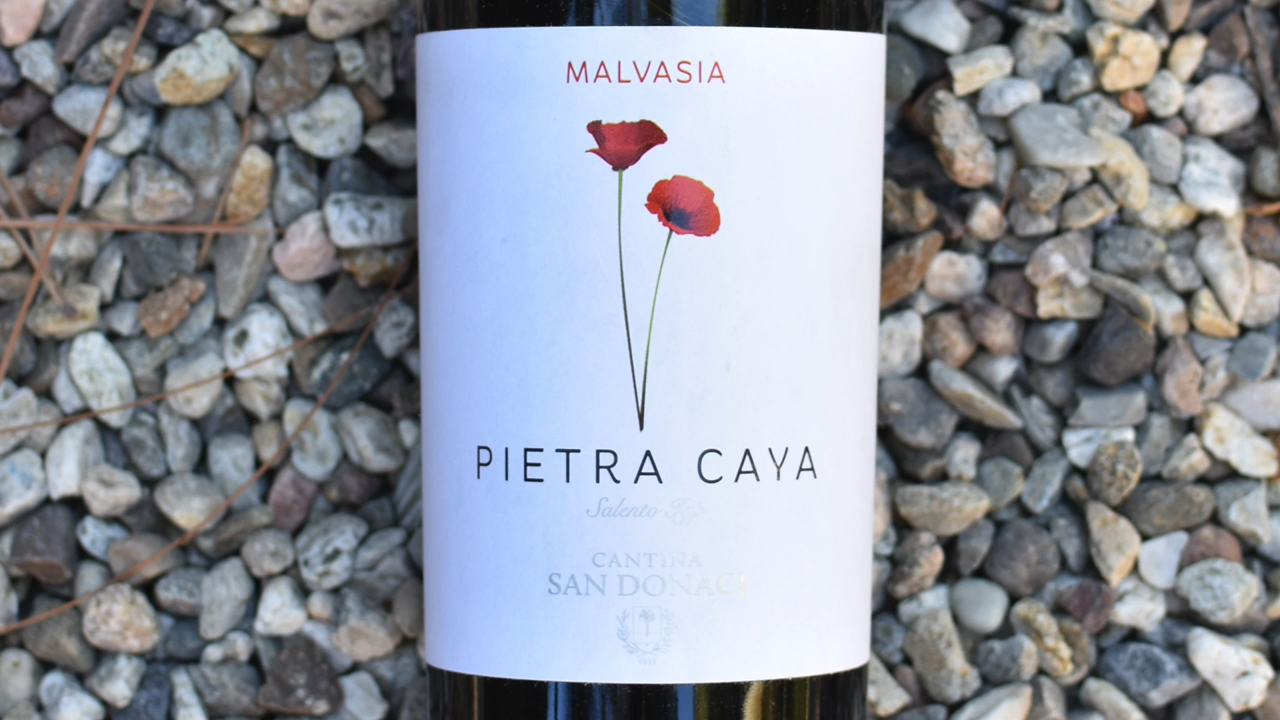 MALVASIA
PIETRA CAYA
Salento
CANTINA
SAN DONACI